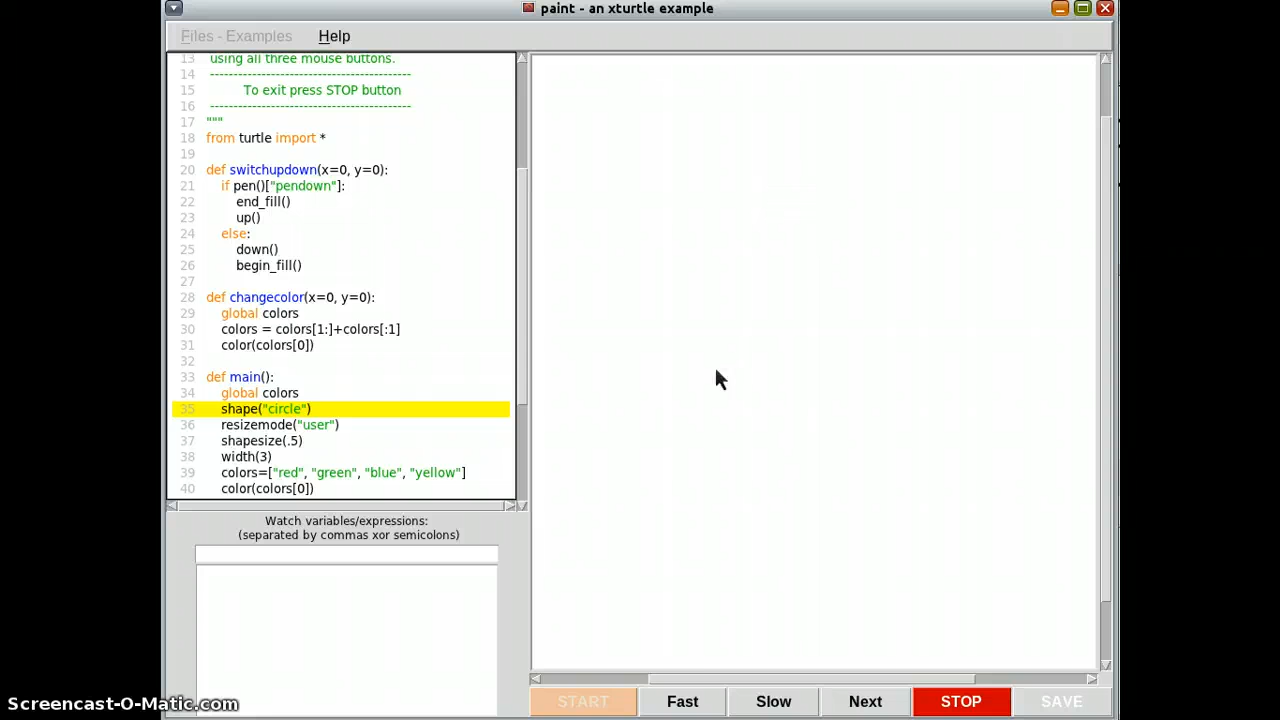 paint - an xturtle example
Files - Examples Help
13 using all three mouse buttons.
14 -------------------------------------------
15 To exit press STOP button
16 -------------------------------------------
17 """
18 from turtle import *
19
20 def switchupdown(x=0, y=0):
21 if pen()["pendown"]:
22 end_fill()
23 up()
24 else:
25 down()
26 begin_fill()
27
28 def changecolor(x=0, y=0):
29 global colors
30 colors = colors[1:]+colors[:1]
31 color(colors[0])
32
33 def main():
34 global colors
35 shape("circle")
36 resizemode("user")
37 shapesize(.5)
38 width(3)
39 colors=["red", "green", "blue", "yellow"]
40 color(colors[0])
Watch variables/expressions:
(separated by commas xor semicolons)
START Fast Slow Next STOP SAVE
Screencast-O-Matic.com